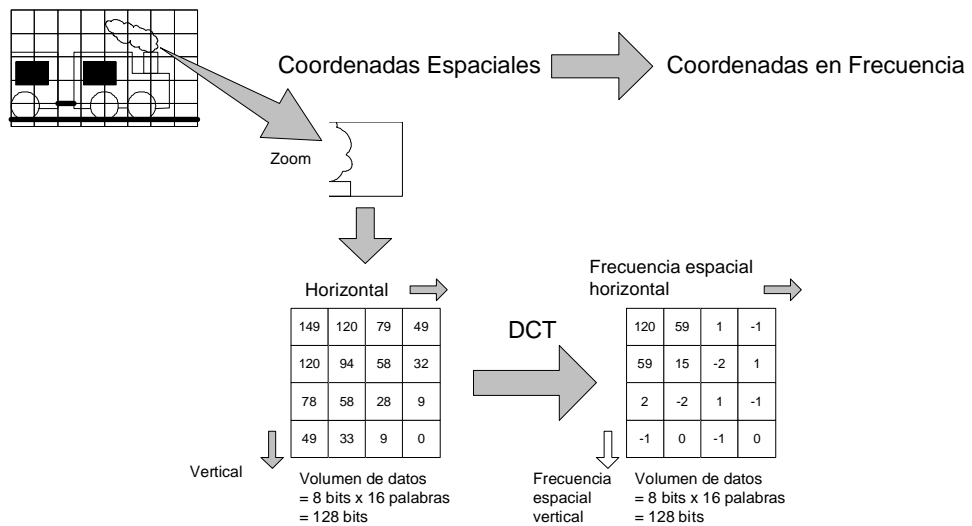 Coordenadas Espaciales
Coordenadas en Frecuencia
Zoom
Horizontal
149 120 79 49
120 94 58 32
78 58 28 9
49 33 9 0
Vertical
Volumen de datos
= 8 bits x 16 palabras
= 128 bits
DCT
Frecuencia espacial
horizontal
120 59 1 -1
59 15 -2 1
2 -2 1 -1
-1 0 -1 0
Frecuencia
espacial
vertical
Volumen de datos
= 8 bits x 16 palabras
= 128 bits